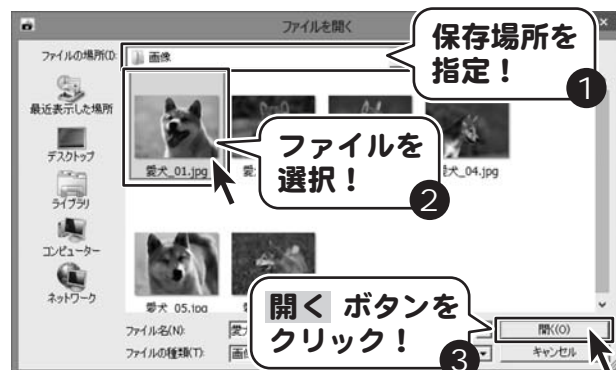 ファイルを開く
ファイルの場所(I):
画像
保存場所を
指定！
1
最近表示した場所
デスクトップ
ライブラリ
コンピューター
ネットワーク
愛犬_01.jpg
ファイルを
選択！
2
犬_04.jpg
愛犬_05.jpg
開く ボタンを
クリック！
3
ファイル名(N):
ファイルの種類(T):
開く(O)
キャンセル